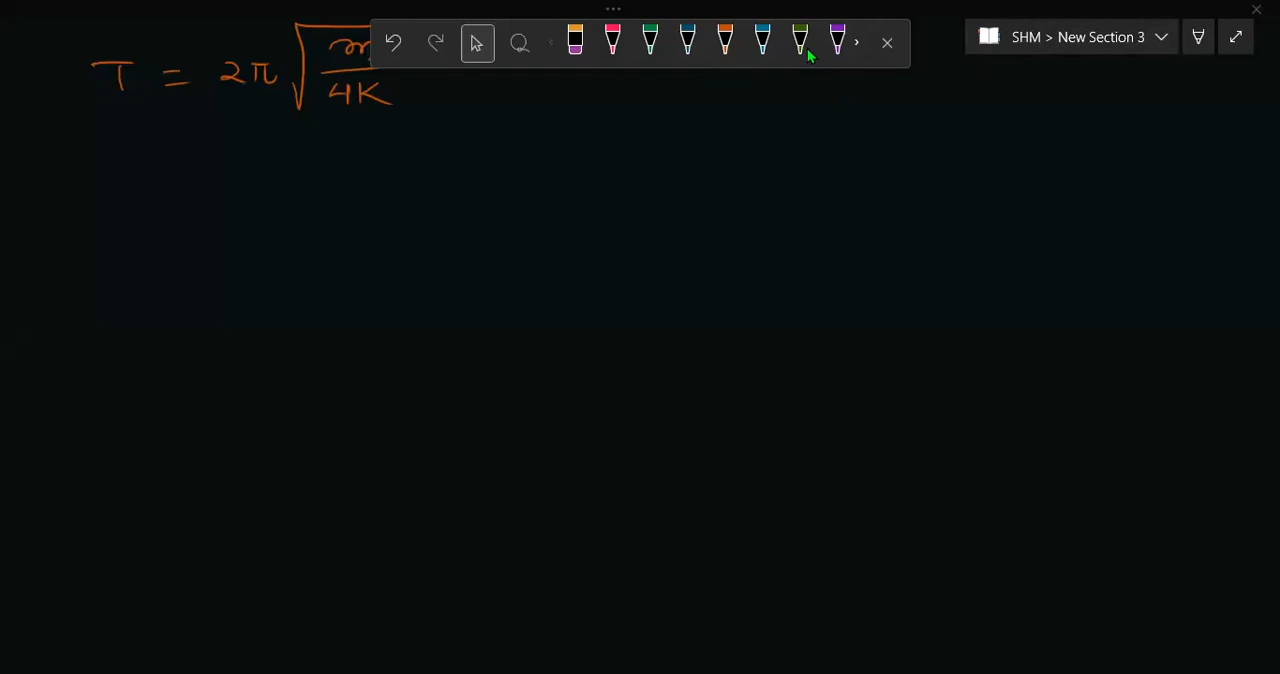 SHM > New Section 3
T = 2π √(m/4K)